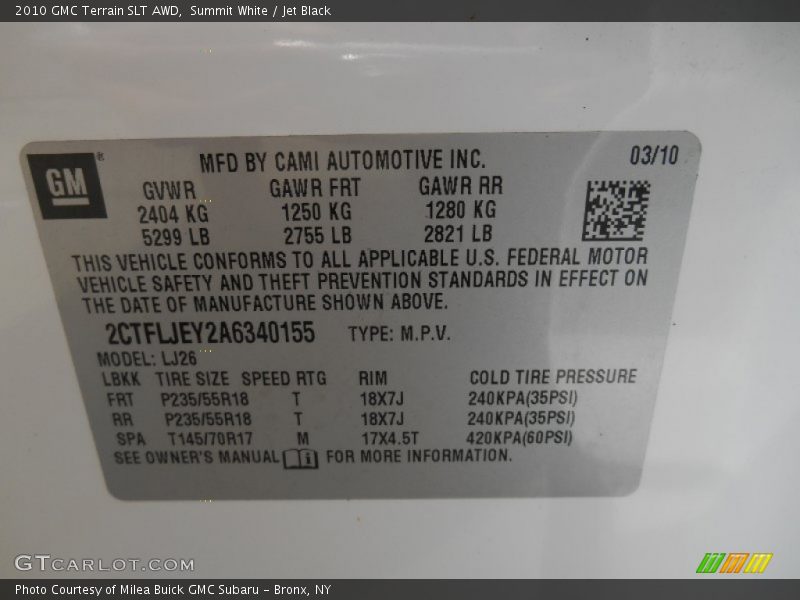 2010 GMC Terrain SLT AWD, Summit White / Jet Black
GM®
MFD BY CAMI AUTOMOTIVE INC. 03/10
GVWR GAWR FRT GAWR RR
2404 KG 1250 KG 1280 KG
5299 LB 2755 LB 2821 LB
THIS VEHICLE CONFORMS TO ALL APPLICABLE U.S. FEDERAL MOTOR
VEHICLE SAFETY AND THEFT PREVENTION STANDARDS IN EFFECT ON
THE DATE OF MANUFACTURE SHOWN ABOVE.
2CTFLJEY2A6340155 TYPE: M.P.V.
MODEL: LJ26
LBKK TIRE SIZE SPEED RTG RIM COLD TIRE PRESSURE
FRT P235/55R18 T 18X7J 240KPA(35PSI)
RR P235/55R18 T 18X7J 240KPA(35PSI)
SPA T145/70R17 M 17X4.5T 420KPA(60PSI)
SEE OWNER'S MANUAL FOR MORE INFORMATION.
GTCARLOT.COM
Photo Courtesy of Milea Buick GMC Subaru - Bronx, NY